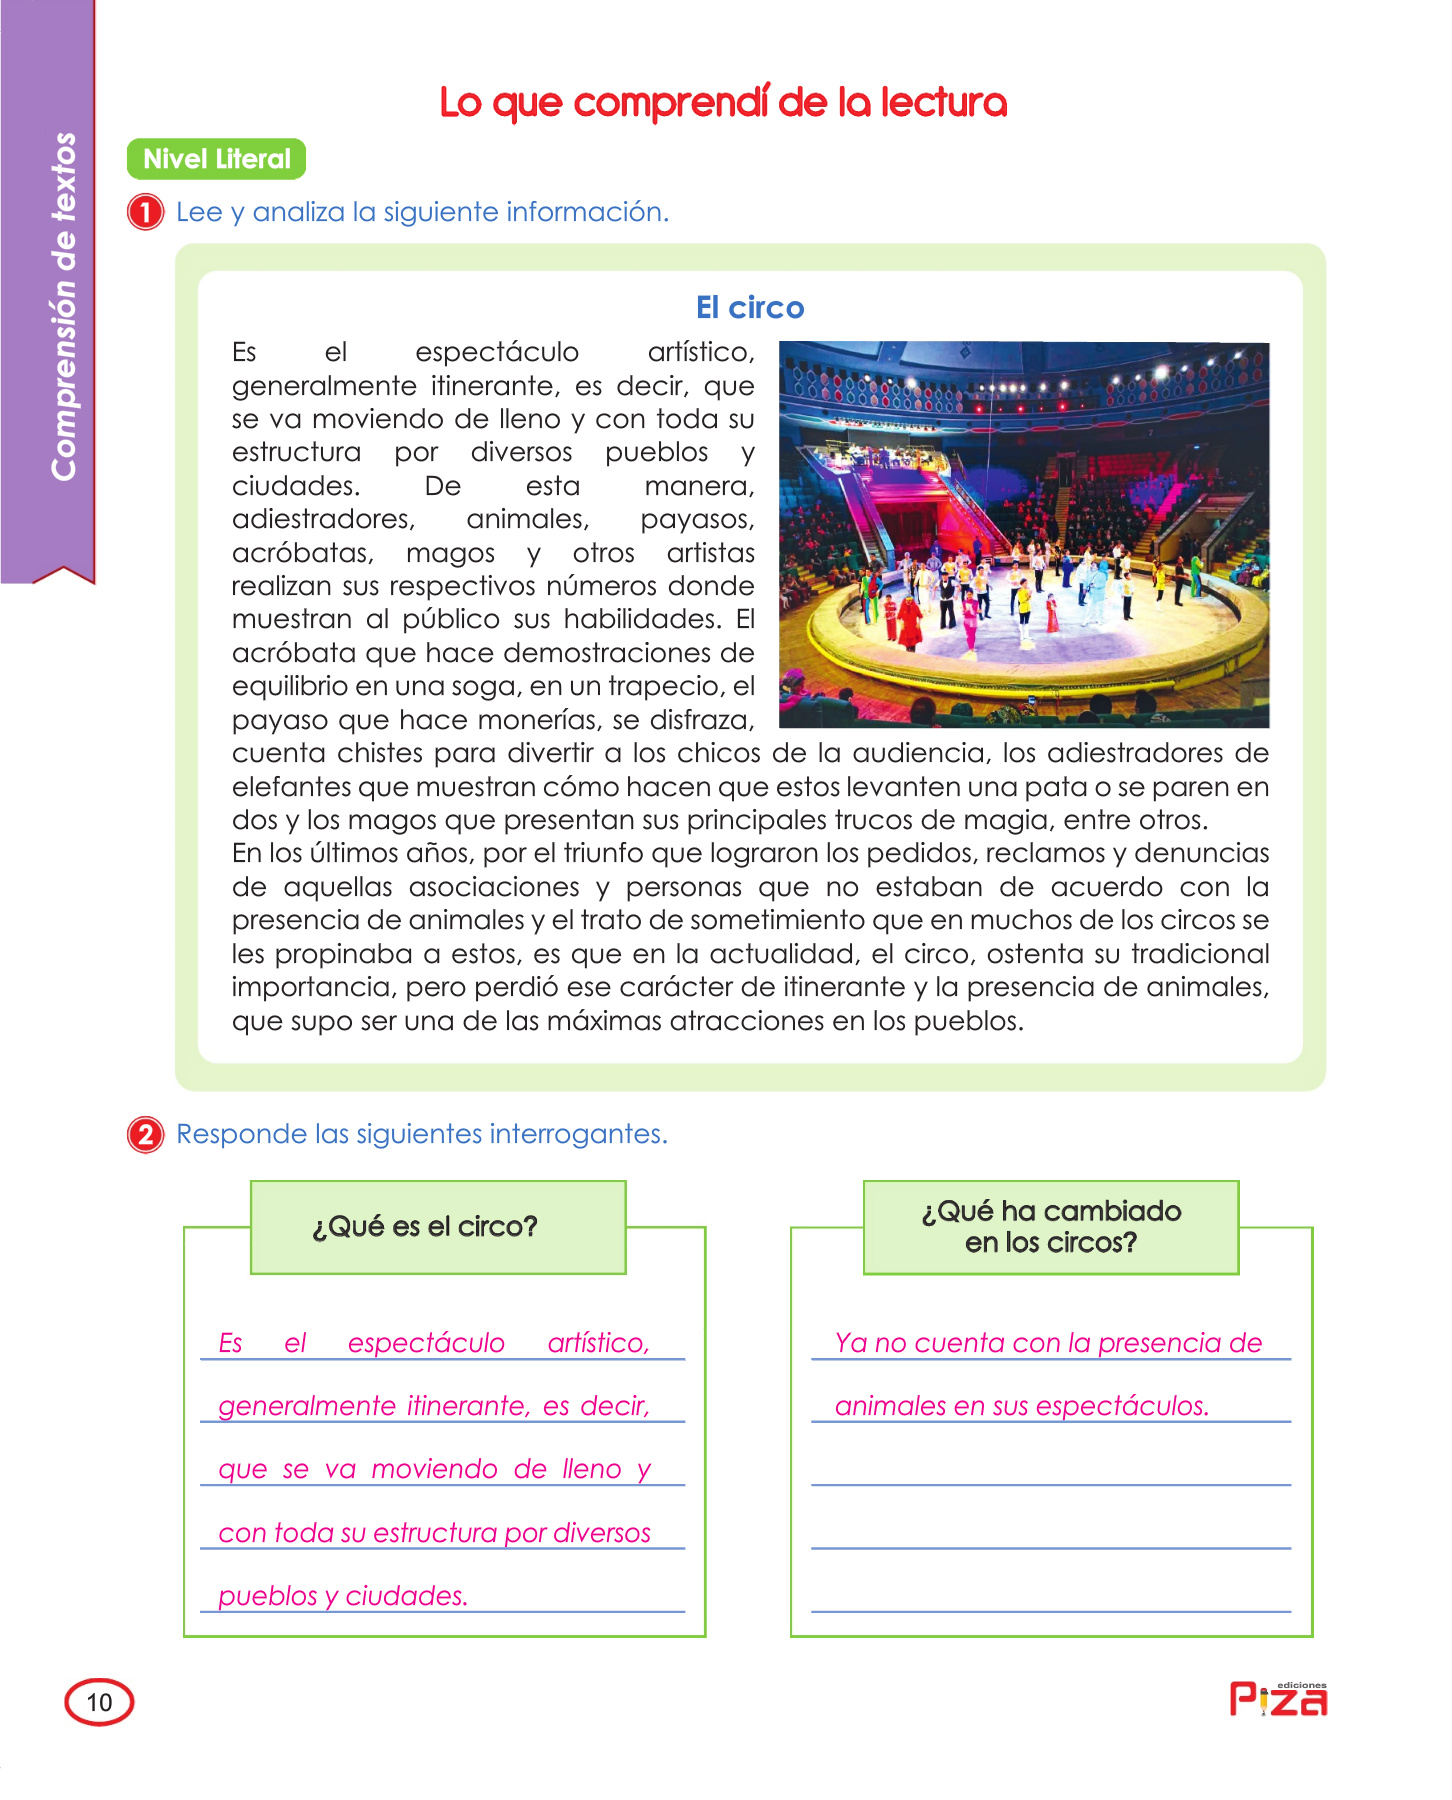 Comprensión de textos
Lo que comprendí de la lectura
Nivel Literal
1 Lee y analiza la siguiente información.
El circo
Es el espectáculo artístico,
generalmente itinerante, es decir, que
se va moviendo de lleno y con toda su
estructura por diversos pueblos y
ciudades. De esta manera,
adiestradores, animales, payasos,
acróbatas, magos y otros artistas
realizan sus respectivos números donde
muestran al público sus habilidades. El
acróbata que hace demostraciones de
equilibrio en una soga, en un trapecio, el
payaso que hace monerías, se disfraza,
cuenta chistes para divertir a los chicos de la audiencia, los adiestradores de
elefantes que muestran cómo hacen que estos levanten una pata o se paren en
dos y los magos que presentan sus principales trucos de magia, entre otros.
En los últimos años, por el triunfo que lograron los pedidos, reclamos y denuncias
de aquellas asociaciones y personas que no estaban de acuerdo con la
presencia de animales y el trato de sometimiento que en muchos de los circos se
les propinaba a estos, es que en la actualidad, el circo, ostenta su tradicional
importancia, pero perdió ese carácter de itinerante y la presencia de animales,
que supo ser una de las máximas atracciones en los pueblos.
2 Responde las siguientes interrogantes.
¿Qué es el circo?
Es el espectáculo artístico,
generalmente itinerante, es decir,
que se va moviendo de lleno y
con toda su estructura por diversos
pueblos y ciudades.
¿Qué ha cambiado
en los circos?
Ya no cuenta con la presencia de
animales en sus espectáculos.
10
ediciones
Piza